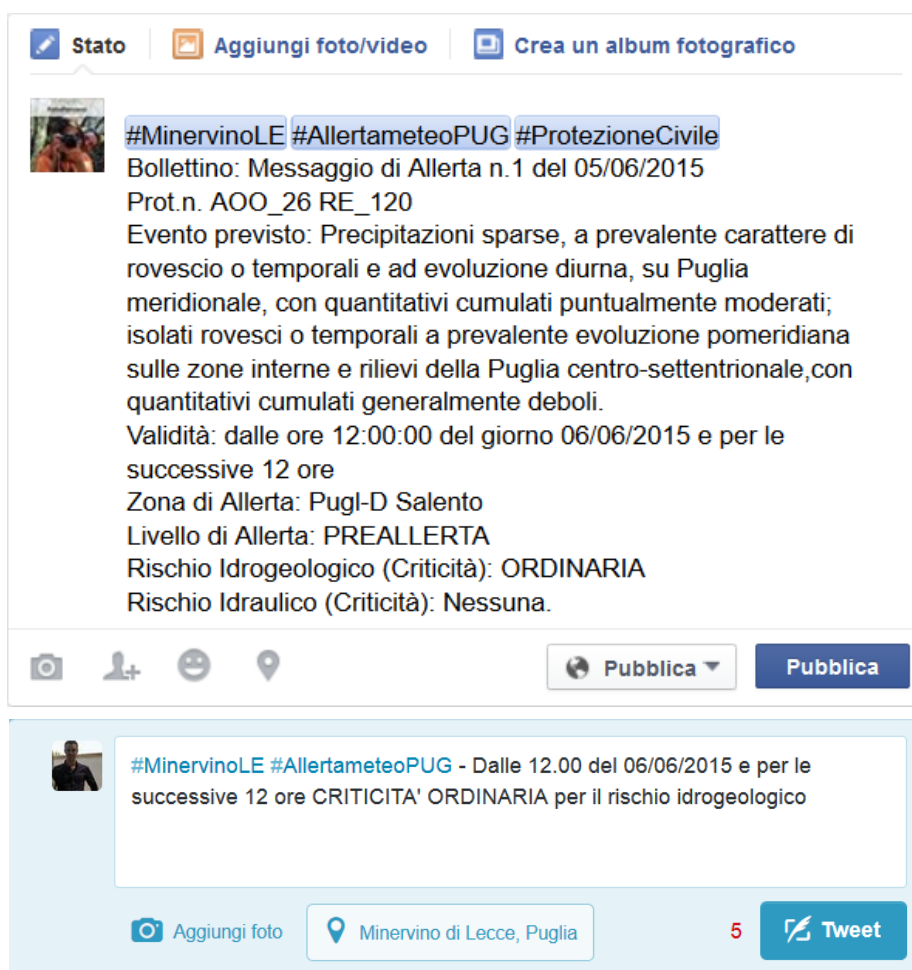 Stato Aggiungi foto/video Crea un album fotografico
#MinervinoLE #AllertameteoPUG #ProtezioneCivile
Bollettino: Messaggio di Allerta n.1 del 05/06/2015
Prot.n. AOO_26 RE_120
Evento previsto: Precipitazioni sparse, a prevalente carattere di
rovescio o temporali e ad evoluzione diurna, su Puglia
meridionale, con quantitativi cumulati puntualmente moderati;
isolati rovesci o temporali a prevalente evoluzione pomeridiana
sulle zone interne e rilievi della Puglia centro-settentrionale,con
quantitativi cumulati generalmente deboli.
Validità: dalle ore 12:00:00 del giorno 06/06/2015 e per le
successive 12 ore
Zona di Allerta: Pugl-D Salento
Livello di Allerta: PREALLERTA
Rischio Idrogeologico (Criticità): ORDINARIA
Rischio Idraulico (Criticità): Nessuna.
Pubblica Pubblica
#MinervinoLE #AllertameteoPUG - Dalle 12.00 del 06/06/2015 e per le
successive 12 ore CRITICITA' ORDINARIA per il rischio idrogeologico
Aggiungi foto Minervino di Lecce, Puglia 5 Tweet